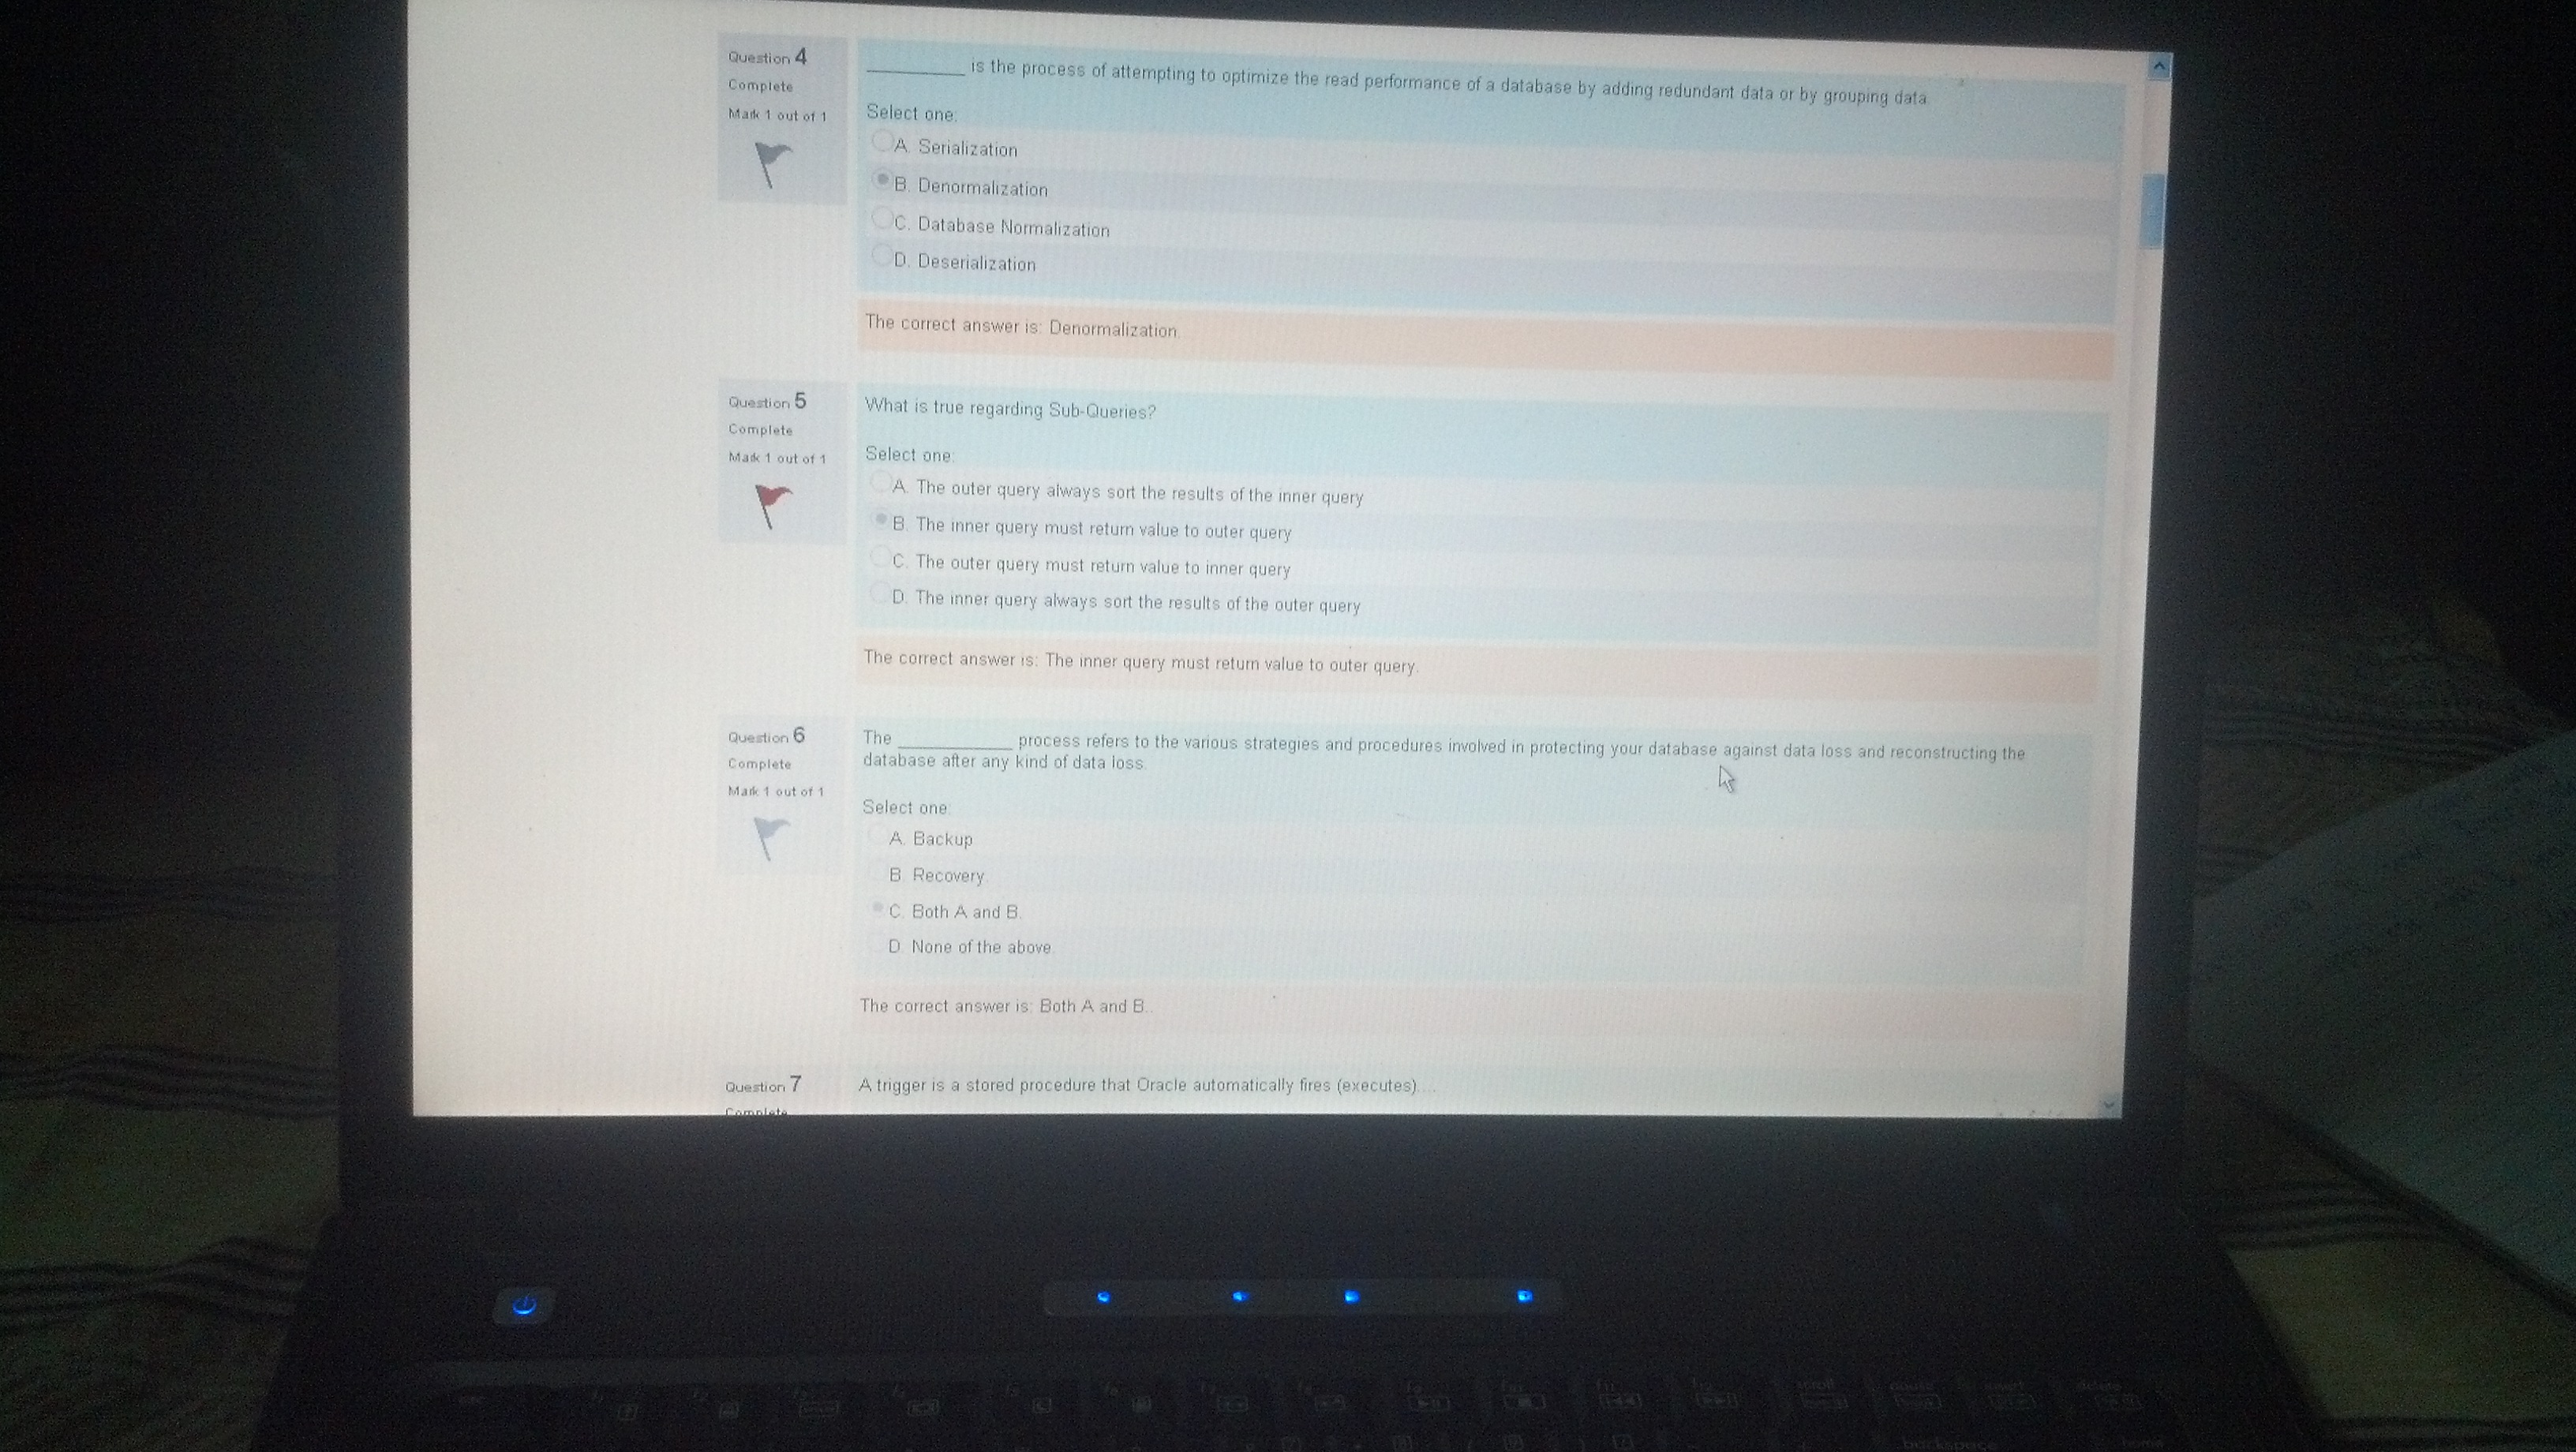 Question 4
Complete
Mark 1 out of 1
__________ is the process of attempting to optimize the read performance of a database by adding redundant data or by grouping data.
Select one:
A. Serialization
B. Denormalization
C. Database Normalization
D. Deserialization
The correct answer is: Denormalization.
Question 5
Complete
Mark 1 out of 1
What is true regarding Sub-Queries?
Select one:
A. The outer query always sort the results of the inner query
B. The inner query must return value to outer query
C. The outer query must return value to inner query
D. The inner query always sort the results of the outer query
The correct answer is: The inner query must return value to outer query.
Question 6
Complete
Mark 1 out of 1
The ____________ process refers to the various strategies and procedures involved in protecting your database against data loss and reconstructing the
database after any kind of data loss.
Select one:
A. Backup
B. Recovery
C. Both A and B.
D. None of the above
The correct answer is: Both A and B..
Question 7
Complete
A trigger is a stored procedure that Oracle automatically fires (executges)....